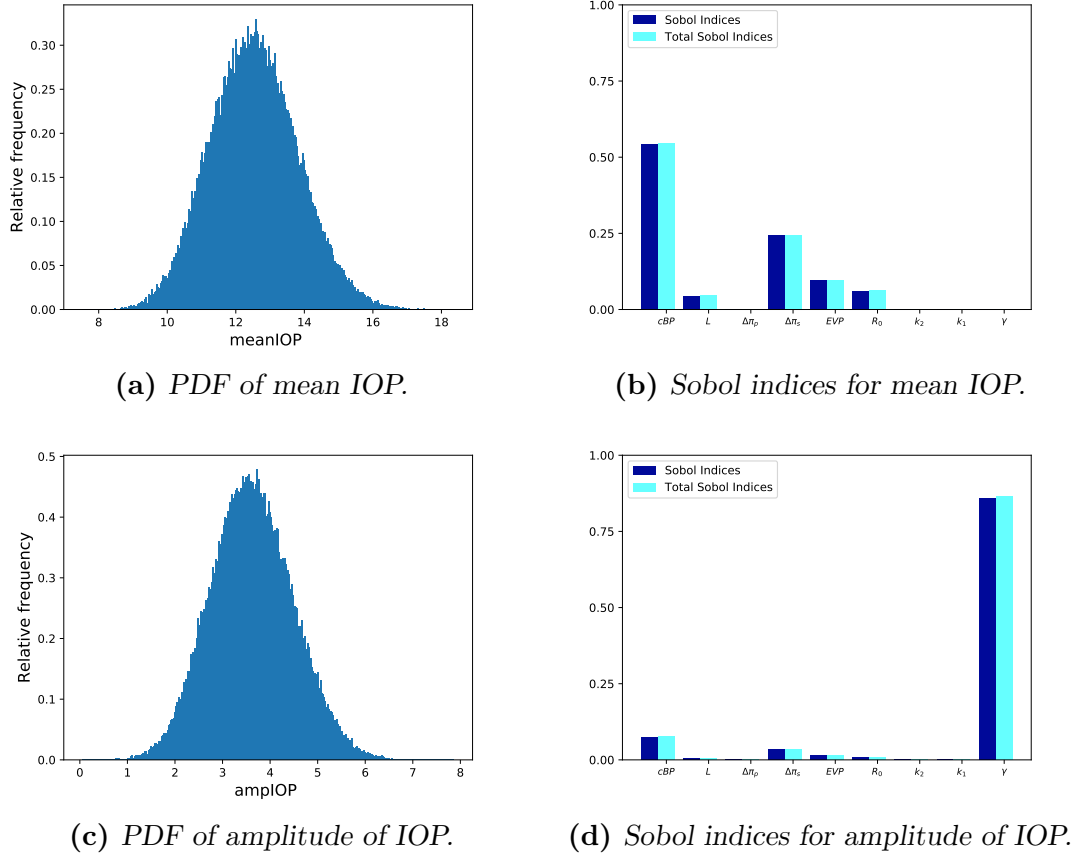 0.30
0.25
0.20
0.15
0.10
0.05
0.00
Relative frequency
8 10 12 14 16 18
meanIOP
(a) PDF of mean IOP.
1.00
0.75
0.50
0.25
0.00
Sobol Indices
Total Sobol Indices
cBP L Δπp Δπs EVP R0 k2 k1 γ
(b) Sobol indices for mean IOP.
0.5
0.4
0.3
0.2
0.1
0.0
Relative frequency
0 1 2 3 4 5 6 7 8
amplOP
(c) PDF of amplitude of IOP.
1.00
0.75
0.50
0.25
0.00
Sobol Indices
Total Sobol Indices
cBP L Δπp Δπs EVP R0 k2 k1 γ
(d) Sobol indices for amplitude of IOP.